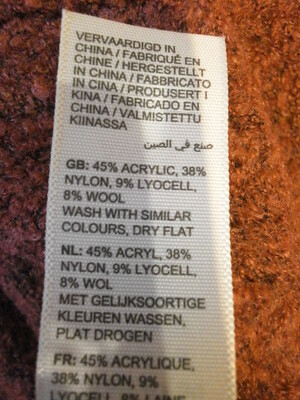 VERVAARDIGD IN
CHINA / FABRIQUÉ EN
CHINE / HERGESTELLT
IN CHINA / FABBRICATO
IN CINA / PRODUSERT I
KINA / FABRICADO EN
CHINA / VALMISTETTU
KIINASSA
صنع في الصين
GB: 45% ACRYLIC, 38%
NYLON, 9% LYOCELL,
8% WOOL
WASH WITH SIMILAR
COLOURS, DRY FLAT
NL: 45% ACRYL, 38%
NYLON, 9% LYOCELL,
8% WOL
MET GELIJKSOORTIGE
KLEUREN WASSEN,
PLAT DROGEN
FR: 45% ACRYLIQUE,
38% NYLON, 9%
LYOCELL, 8% LAINE